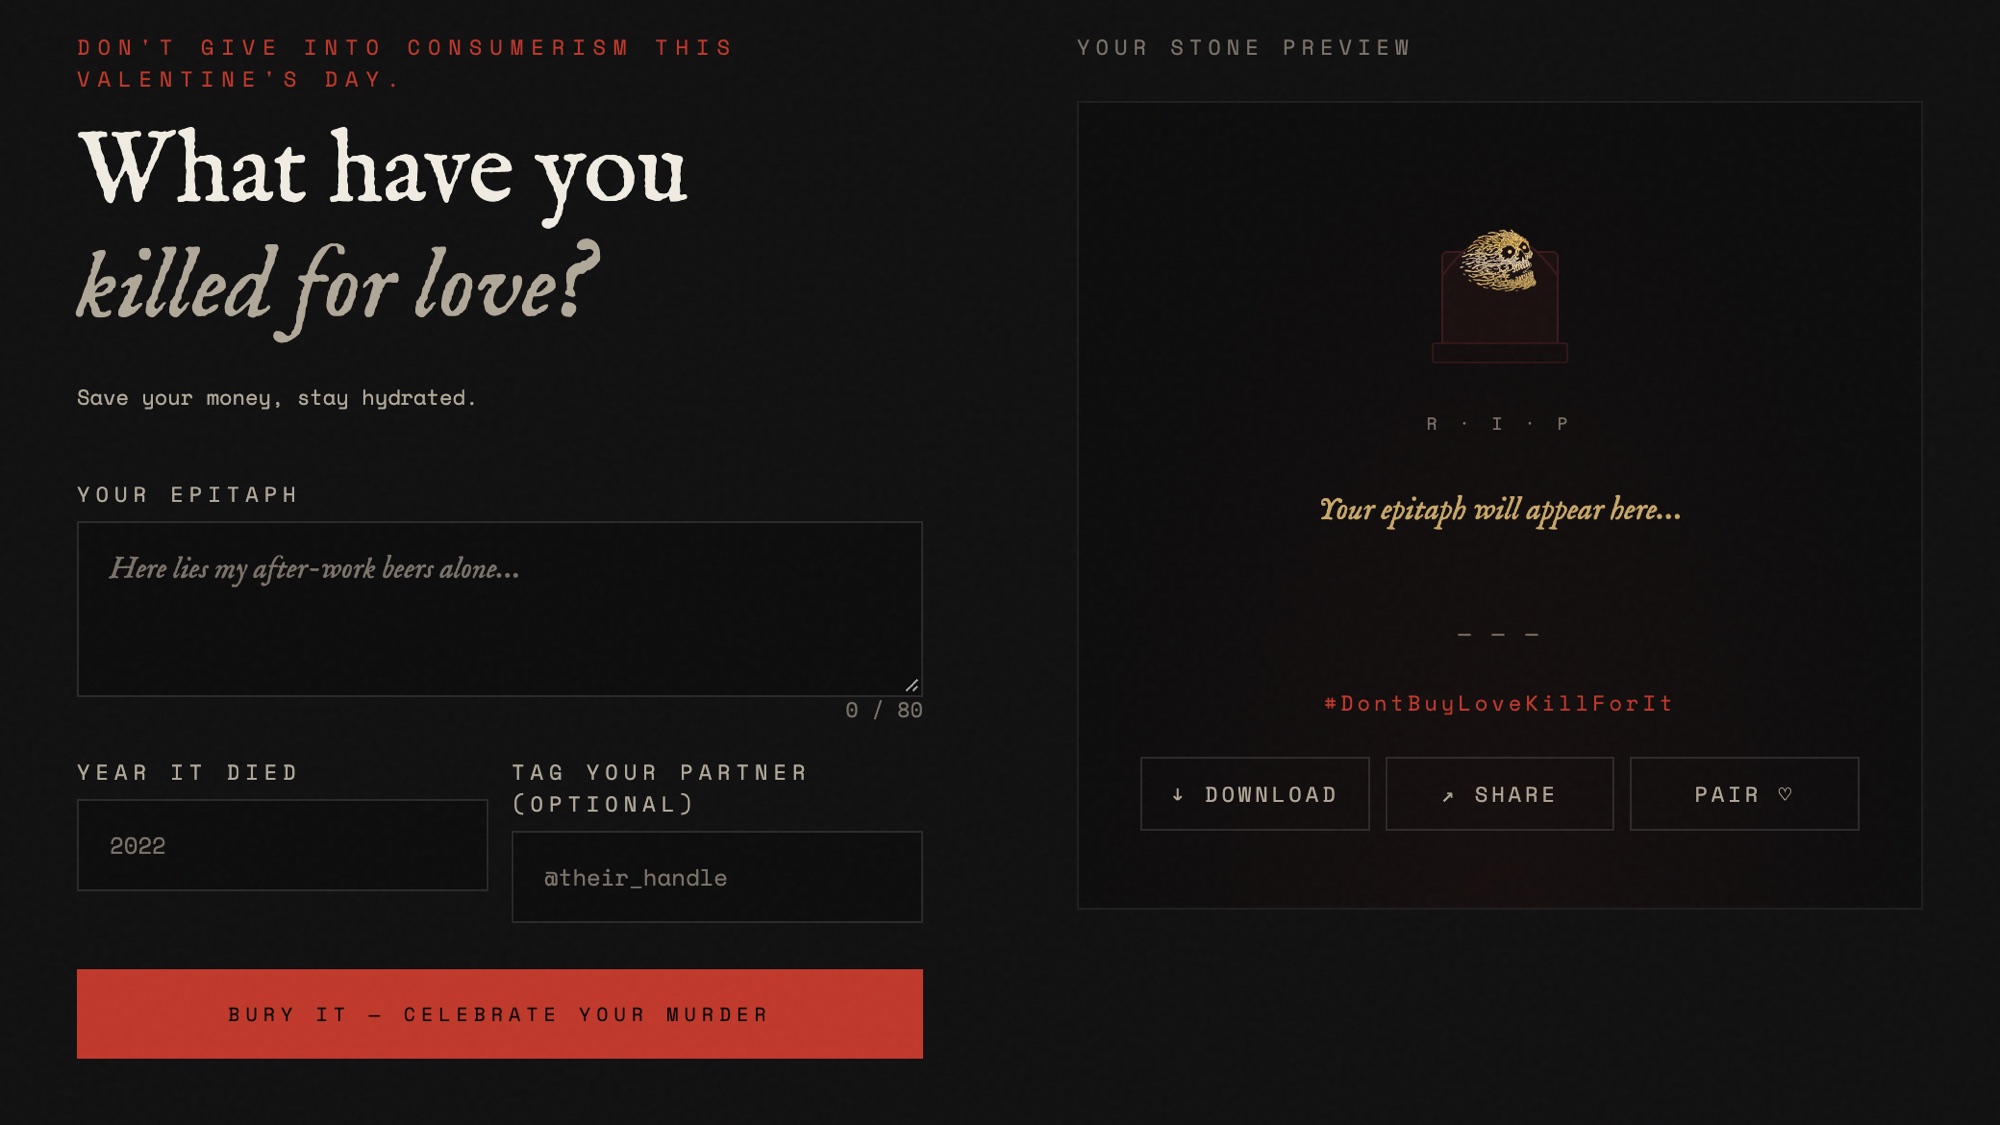 DON'T GIVE INTO CONSUMERISM THIS
VALENTINE'S DAY.
What have you
killed for love?
Save your money, stay hydrated.
YOUR EPITAPH
Here lies my after-work beers alone...
0 / 80
YEAR IT DIED
2022
TAG YOUR PARTNER
(OPTIONAL)
@their_handle
BURY IT — CELEBRATE YOUR MURDER
YOUR STONE PREVIEW
R · I · P
Your epitaph will appear here...
— — —
#DontBuyLoveKillForIt
↓ DOWNLOAD
↗ SHARE
PAIR ♡